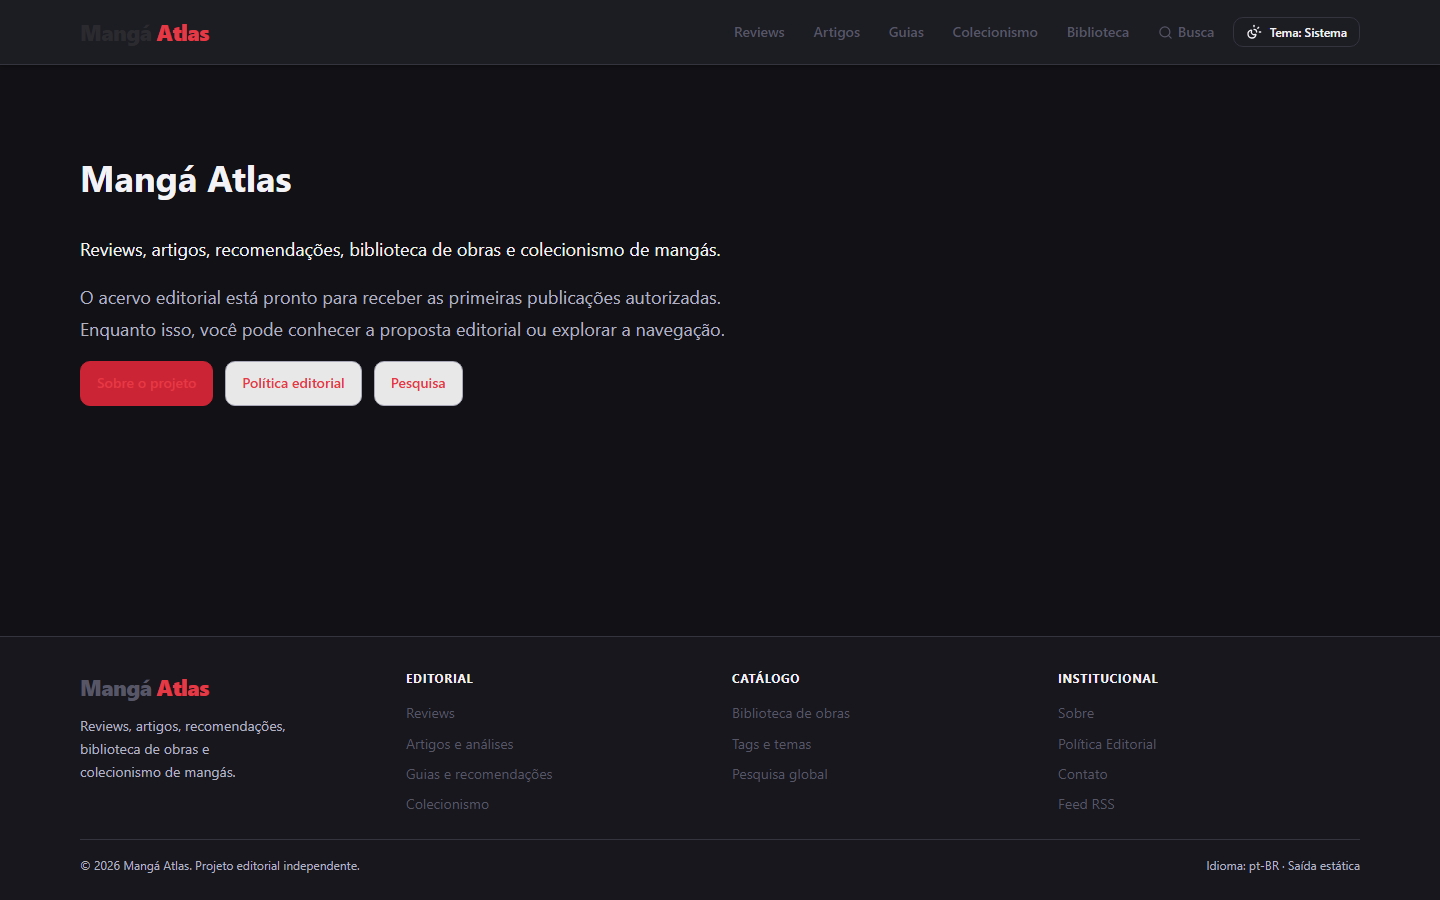 Mangá Atlas
Reviews Artigos Guias Colecionismo Biblioteca Busca Tema: Sistema
Mangá Atlas
Reviews, artigos, recomendações, biblioteca de obras e colecionismo de mangás.
O acervo editorial está pronto para receber as primeiras publicações autorizadas.
Enquanto isso, você pode conhecer a proposta editorial ou explorar a navegação.
Sobre o projeto Política editorial Pesquisa
Mangá Atlas
Reviews, artigos, recomendações,
biblioteca de obras e
colecionismo de mangás.
EDITORIAL
Reviews
Artigos e análises
Guias e recomendações
Colecionismo
CATÁLOGO
Biblioteca de obras
Tags e temas
Pesquisa global
INSTITUCIONAL
Sobre
Política Editorial
Contato
Feed RSS
© 2026 Mangá Atlas. Projeto editorial independente.
Idioma: pt-BR · Saída estática